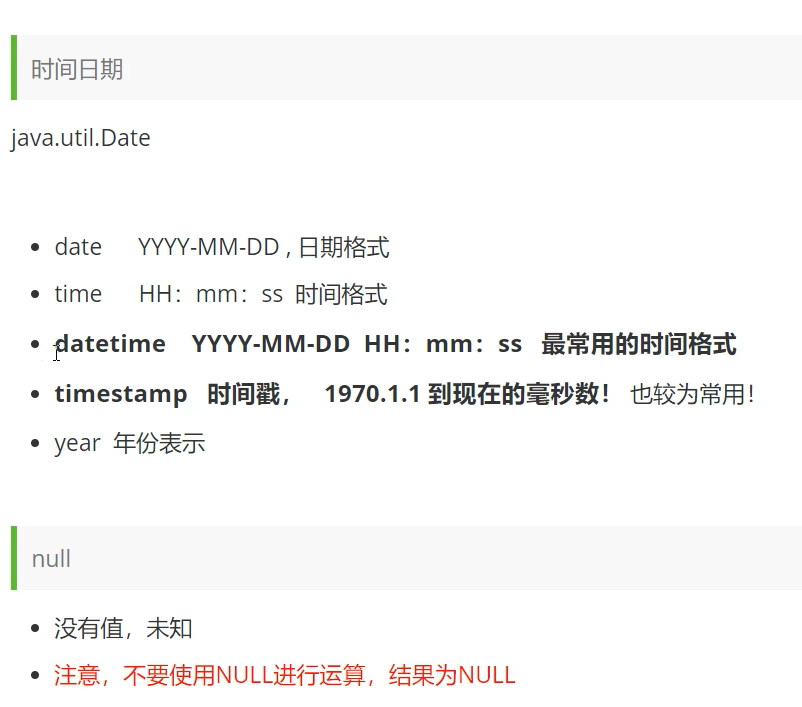 时间日期
java.util.Date
date YYYY-MM-DD , 日期格式
time HH：mm：ss 时间格式
datetime YYYY-MM-DD HH：mm：ss 最常用的时间格式
timestamp 时间戳， 1970.1.1 到现在的毫秒数！ 也较为常用！
year 年份表示
null
没有值，未知
注意，不要使用NULL进行运算，结果为NULL